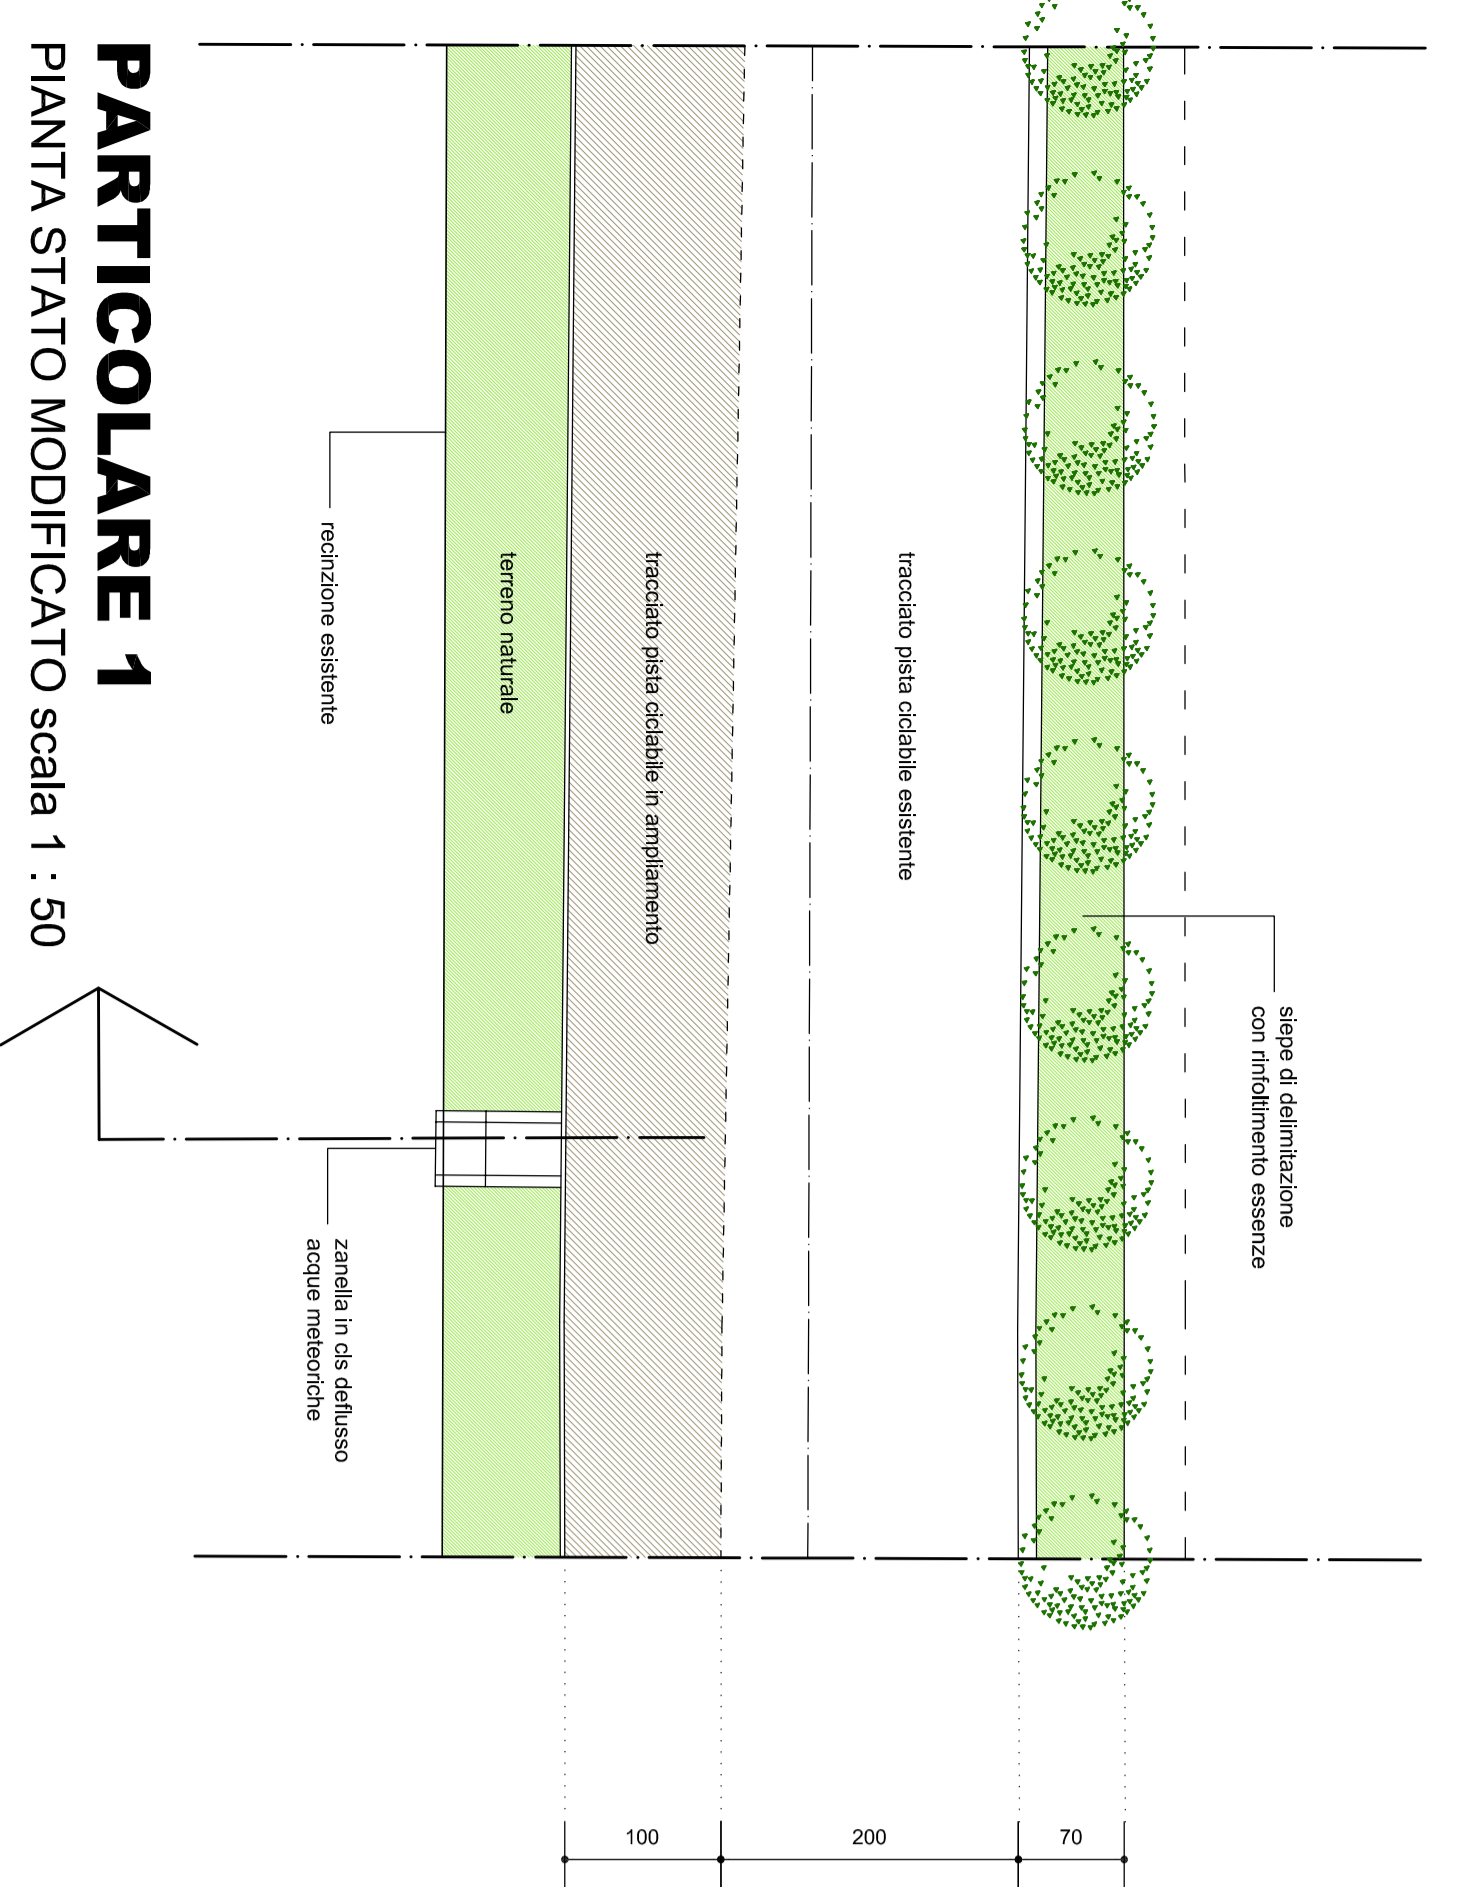 PARTICOLARE 1
PIANTA STATO MODIFICATO scala 1 : 50
siepe di delimitazione
con rinfoltimento essenze
tracciato pista ciclabile esistente
tracciato pista ciclabile in ampliamento
terreno naturale
recinzione esistente
zanella in cls deflusso
acque meteoriche
100
200
70